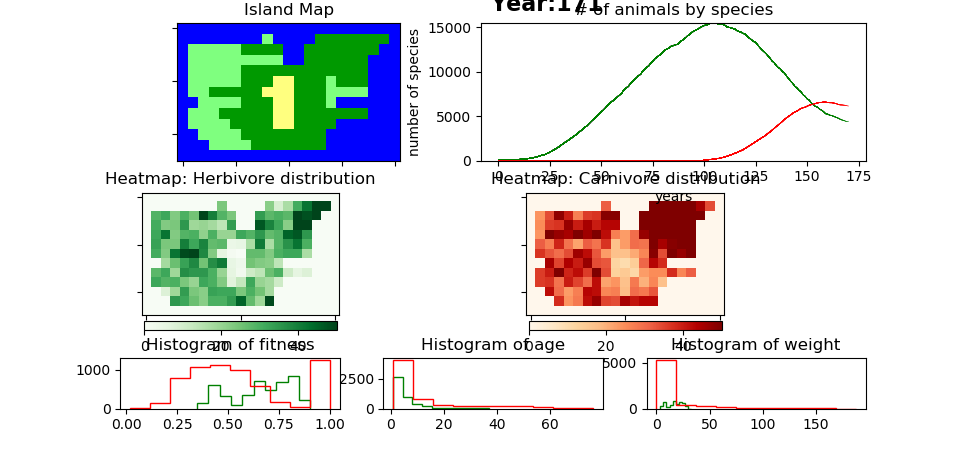 Year:171
Island Map
# of animals by species
number of species
15000
10000
5000
0
0 25 50 75 100 125 150 175
years
Heatmap: Herbivore distribution
Heatmap: Carnivore distribution
0 20 40
0 20 40
Histogram of fitness
Histogram of age
Histogram of weight
1000
0
0.00 0.25 0.50 0.75 1.00
2500
0
0 20 40 60
5000
0
0 50 100 150